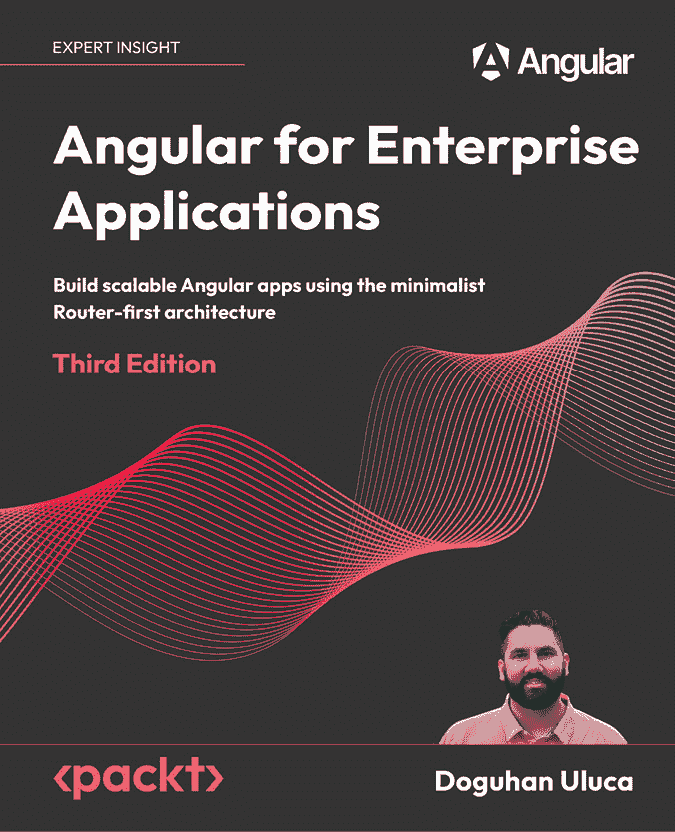 EXPERT INSIGHT
Angular
Angular for Enterprise
Applications
Build scalable Angular apps using the minimalist
Router-first architecture
Third Edition
<packt>
Doguhan Uluca